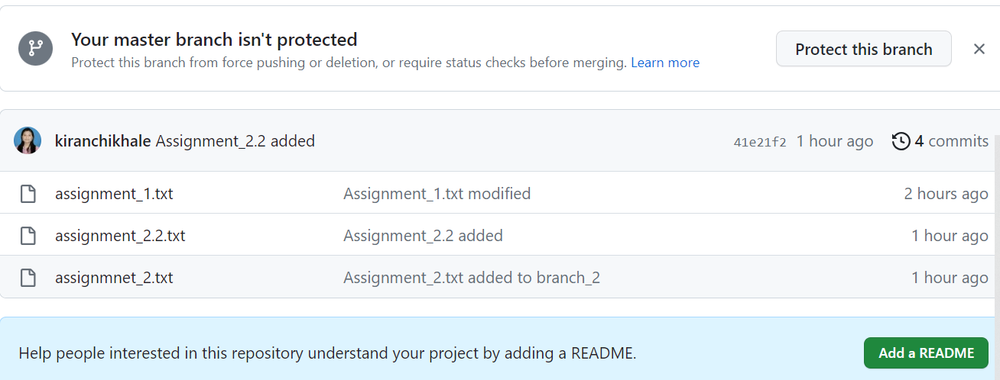 Your master branch isn't protected
Protect this branch from force pushing or deletion, or require status checks before merging. Learn more
Protect this branch
kiranchikhale Assignment_2.2 added
41e21f2 1 hour ago 4 commits
assignment_1.txt Assignment_1.txt modified 2 hours ago
assignment_2.2.txt Assignment_2.2 added 1 hour ago
assignmnet_2.txt Assignment_2.txt added to branch_2 1 hour ago
Help people interested in this repository understand your project by adding a README.
Add a README